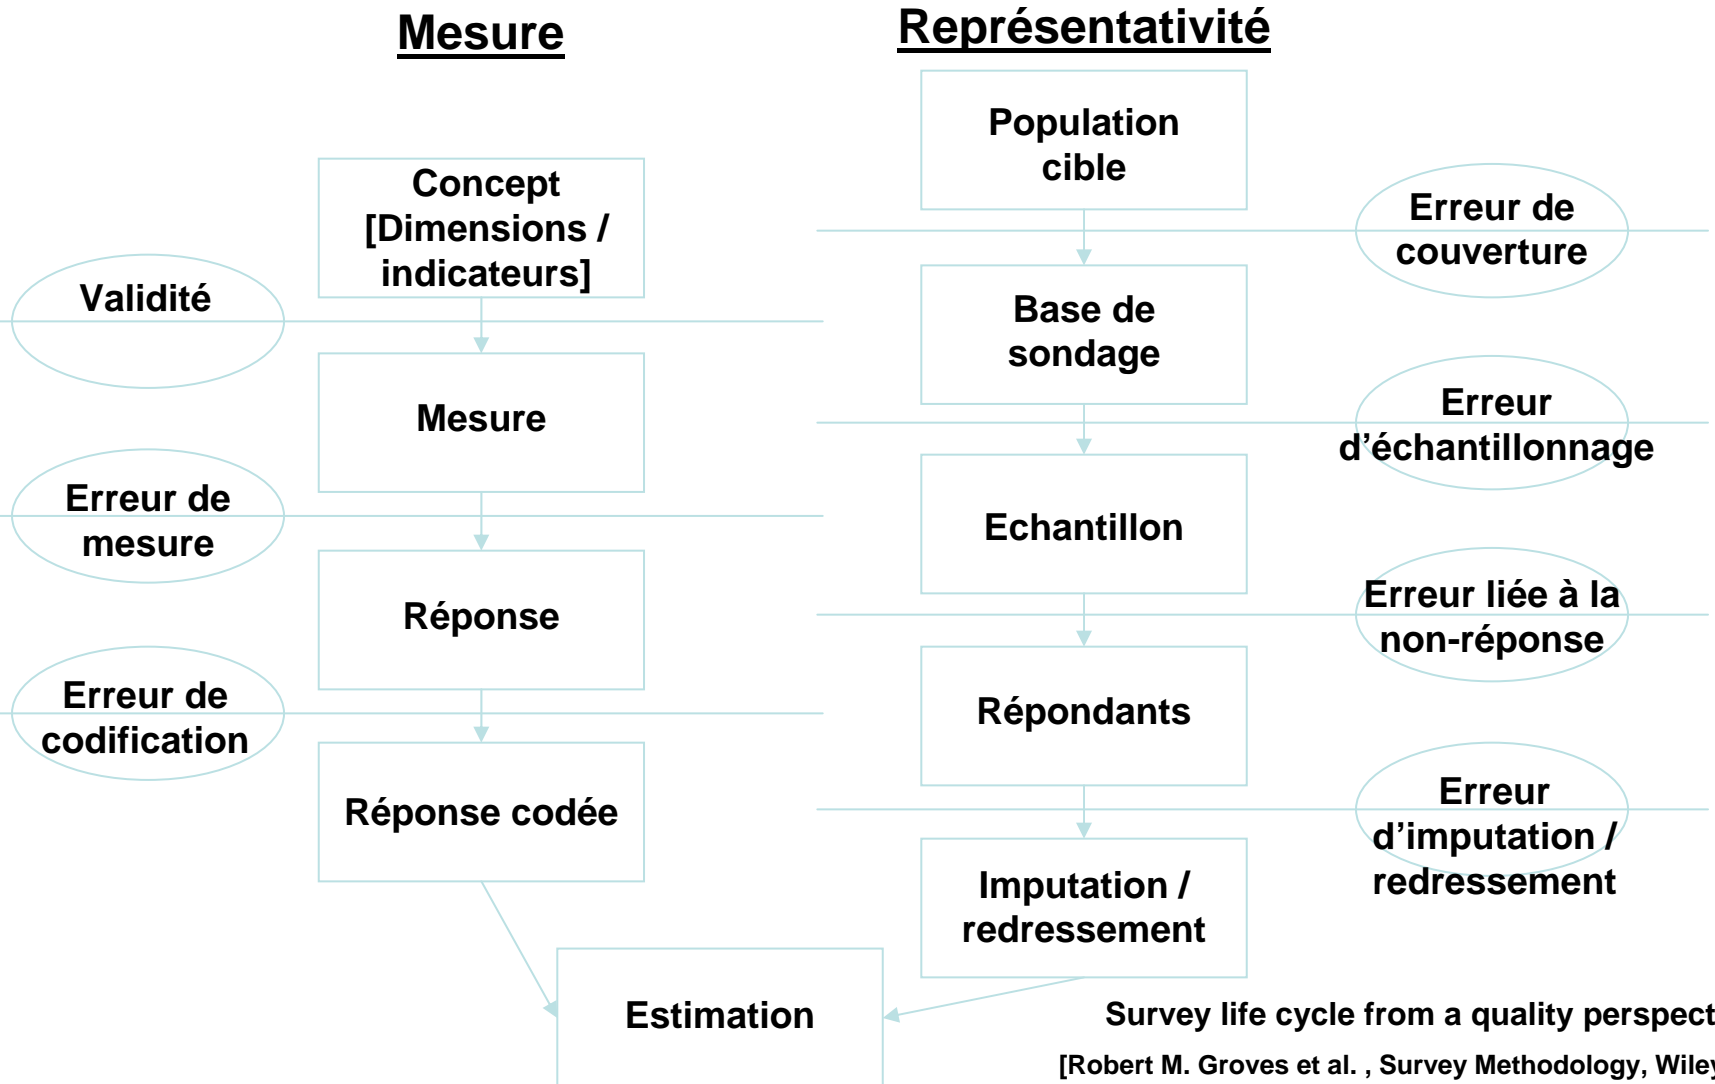 Mesure
Représentativité
Concept
[Dimensions /
indicateurs]
Validité
Mesure
Erreur de
mesure
Réponse
Erreur de
codification
Réponse codée
Population
cible
Erreur de
couverture
Base de
sondage
Erreur
d’échantillonnage
Echantillon
Erreur liée à la
non-réponse
Répondants
Erreur
d’imputation /
redressement
Imputation /
redressement
Estimation
Survey life cycle from a quality perspect
[Robert M. Groves et al. , Survey Methodology, Wiley